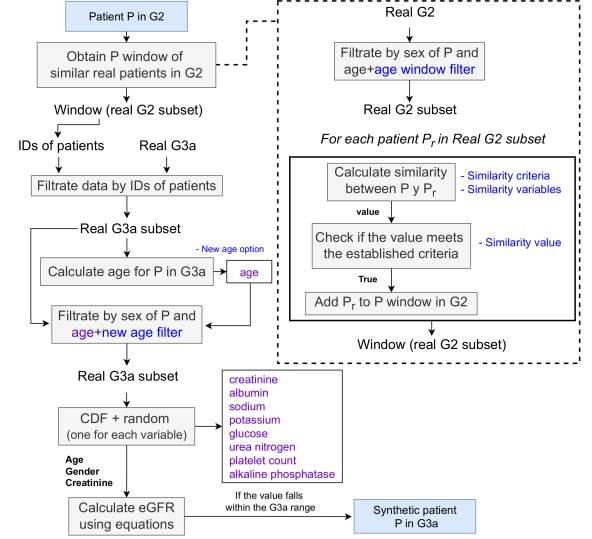 Patient P in G2
Obtain P window of
similar real patients in G2
Window (real G2 subset)
IDs of patients
Real G3a
Filtrate data by IDs of patients
Real G3a subset
- New age option
Calculate age for P in G3a
age
Filtrate by sex of P and
age+new age filter
Real G3a subset
CDF + random
(one for each variable)
creatinine
albumin
sodium
potassium
glucose
urea nitrogen
platelet count
alkaline phosphatase
Age
Gender
Creatinine
Calculate eGFR
using equations
If the value falls
within the G3a range
Synthetic patient
P in G3a
Real G2
Filtrate by sex of P and
age+age window filter
Real G2 subset
For each patient Pr in Real G2 subset
Calculate similarity
between P y Pr
- Similarity criteria
- Similarity variables
value
Check if the value meets
the established criteria
- Similarity value
True
Add Pr to P window in G2
Window (real G2 subset)